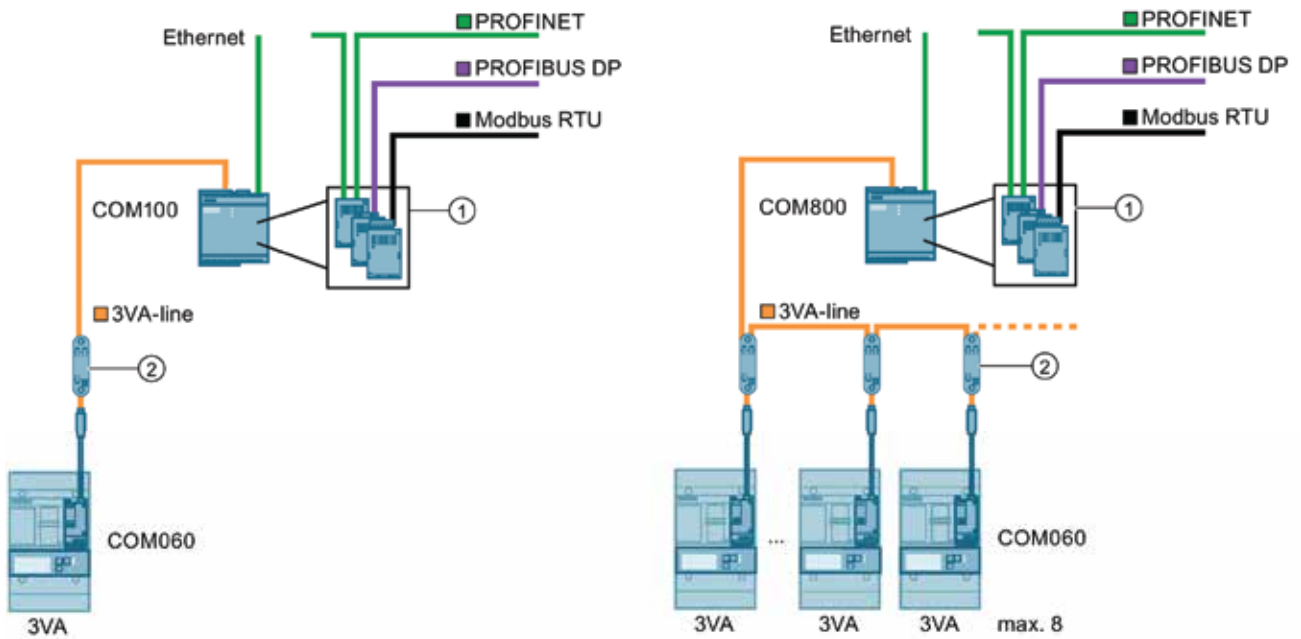 Ethernet
PROFINET
PROFIBUS DP
Modbus RTU
COM100
1
3VA-line
2
COM060
3VA
Ethernet
PROFINET
PROFIBUS DP
Modbus RTU
COM800
1
3VA-line
2
...
COM060
3VA 3VA 3VA max. 8